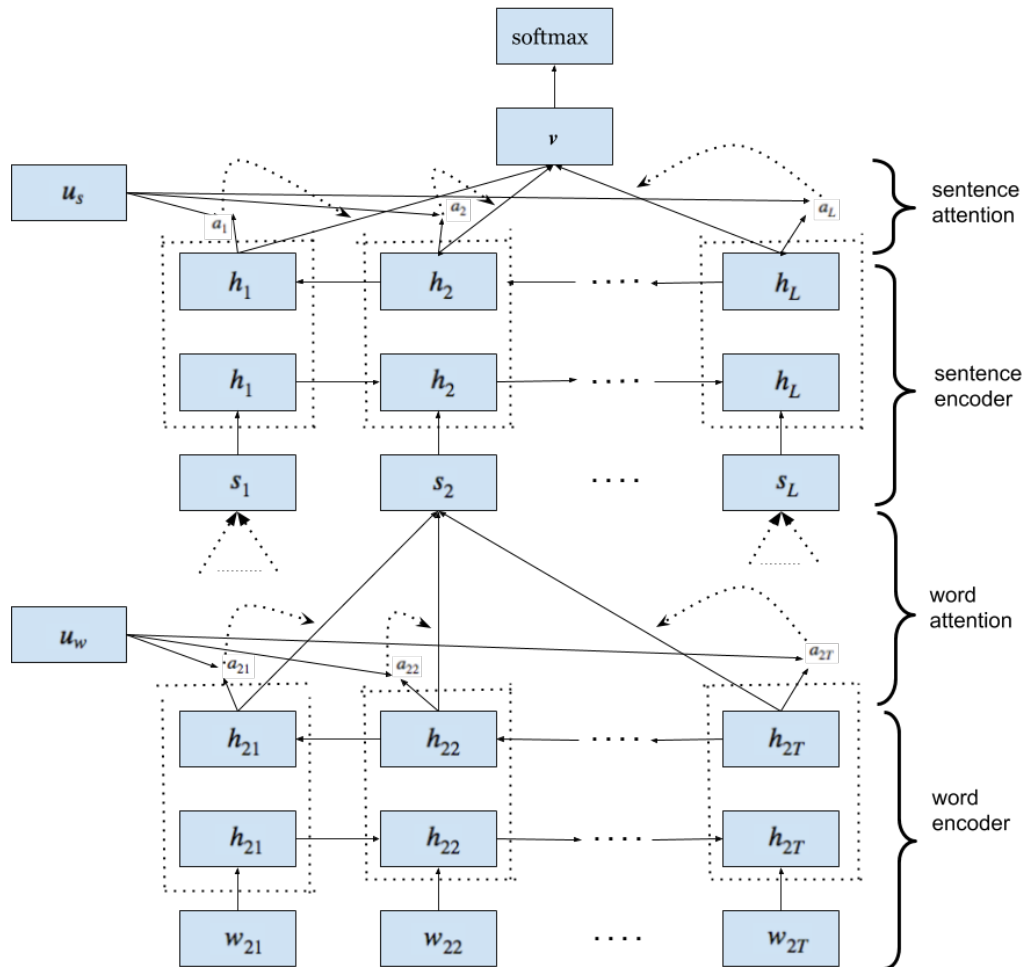 softmax
v
u_s
a_1
a_2
a_L
sentence
attention
h_1
h_2
....
h_L
h_1
h_2
....
h_L
sentence
encoder
s_1
s_2
....
s_L
u_w
a_21
a_22
a_2T
word
attention
h_21
h_22
....
h_2T
h_21
h_22
....
h_2T
word
encoder
w_21
w_22
....
w_2T